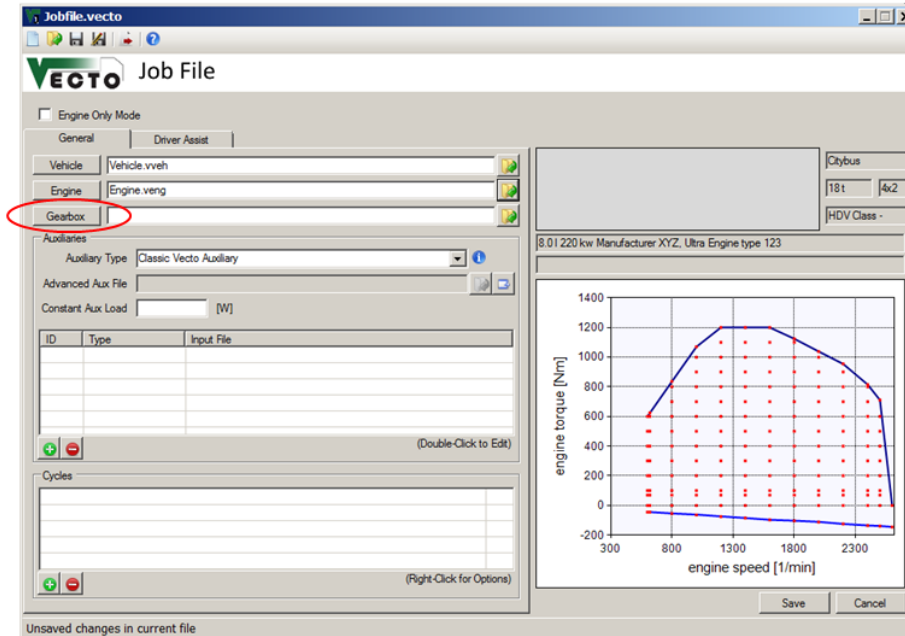 Jobfile.vecto
VECTO Job File
Engine Only Mode
General Driver Assist
Vehicle Vehicle.vveh
Engine Engine.veng
Gearbox
Citybus
18 t 4x2
HDV Class -
8.0 l 220 kw Manufacturer XYZ, Ultra Engine type 123
Auxiliaries
Auxiliary Type Classic Vecto Auxiliary
Advanced Aux File
Constant Aux Load [W]
ID Type Input File
(Double-Click to Edit)
Cycles
(Right-Click for Options)
1400
1200
1000
800
600
400
200
0
-200
engine torque [Nm]
300 800 1300 1800 2300
engine speed [1/min]
Save Cancel
Unsaved changes in current file